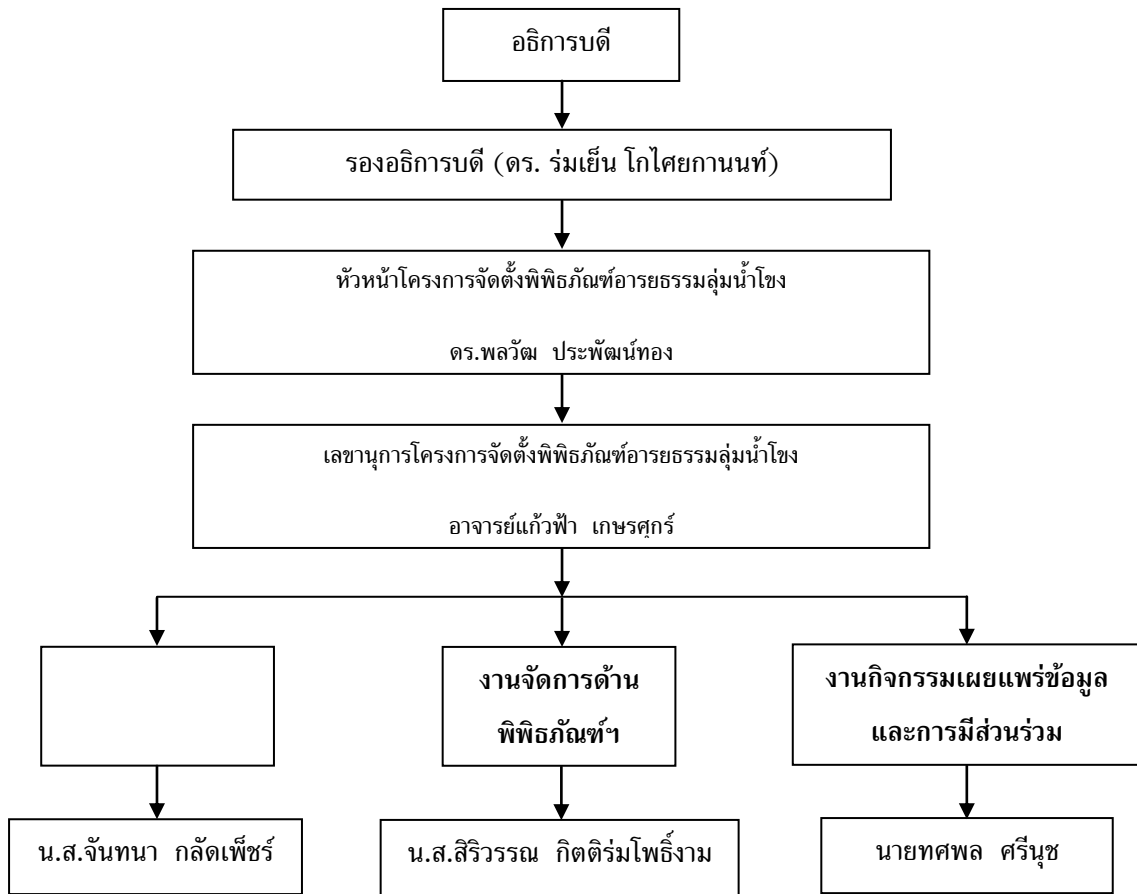 อธิการบดี
รองอธิการบดี (ดร. ร่มเย็น โกไศยกานนท์)
หัวหน้าโครงการจัดตั้งพิพิธภัณฑ์อารยธรรมลุ่มน้ำโขง
ดร.พลวัฒ ประพัฒน์ทอง
เลขานุการโครงการจัดตั้งพิพิธภัณฑ์อารยธรรมลุ่มน้ำโขง
อาจารย์แก้วฟ้า เกษรศุกร์
งานจัดการด้าน
พิพิธภัณฑ์ฯ
งานกิจกรรมเผยแพร่ข้อมูล
และการมีส่วนร่วม
น.ส.จันทนา กลัดเพ็ชร์
น.ส.สิริวรรณ กิตติร่มโพธิ์งาม
นายทศพล ศรีนุช